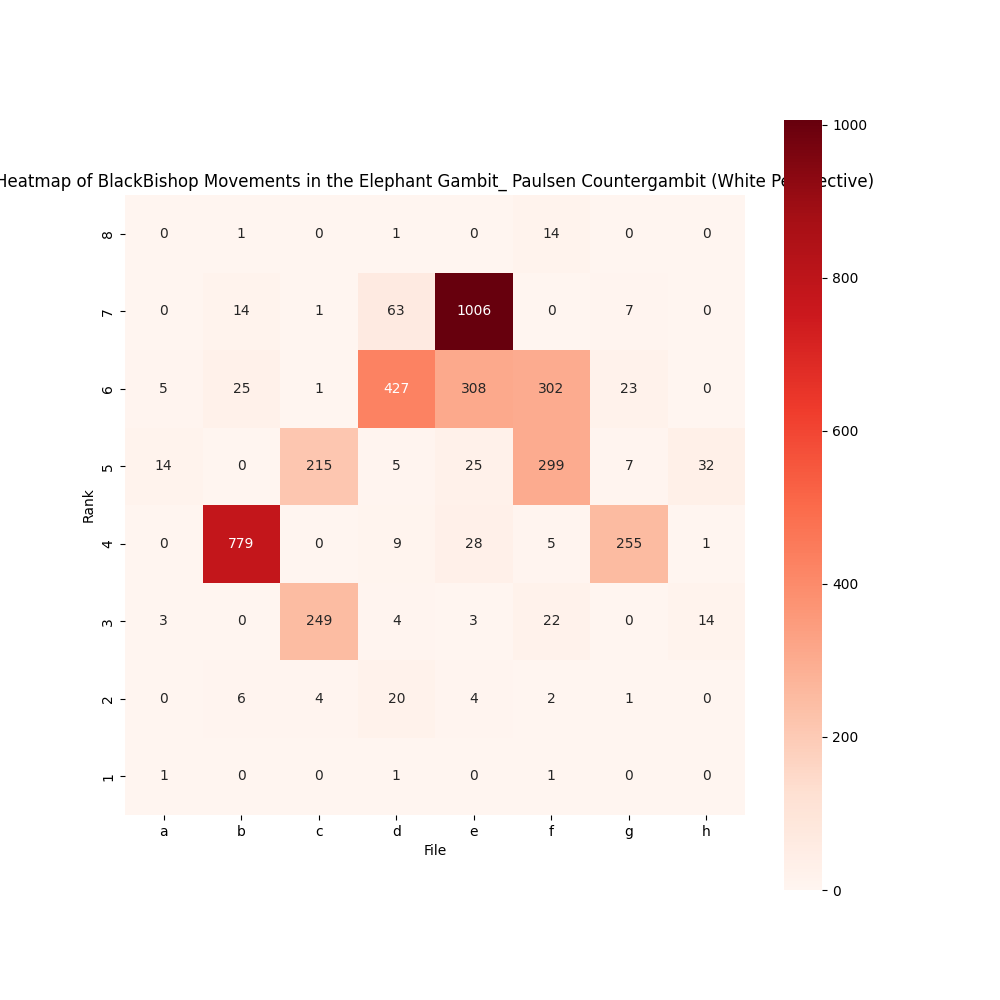 Heatmap of BlackBishop Movements in the Elephant Gambit_ Paulsen Countergambit (White Pe ective)
8 0 1 0 1 0 14 0 0
7 0 14 1 63 1006 0 7 0
6 5 25 1 427 308 302 23 0
5 14 0 215 5 25 299 7 32
4 0 779 0 9 28 5 255 1
3 3 0 249 4 3 22 0 14
2 0 6 4 20 4 2 1 0
1 1 0 0 1 0 1 0 0
a b c d e f g h
File
Rank
1000
800
600
400
200
0